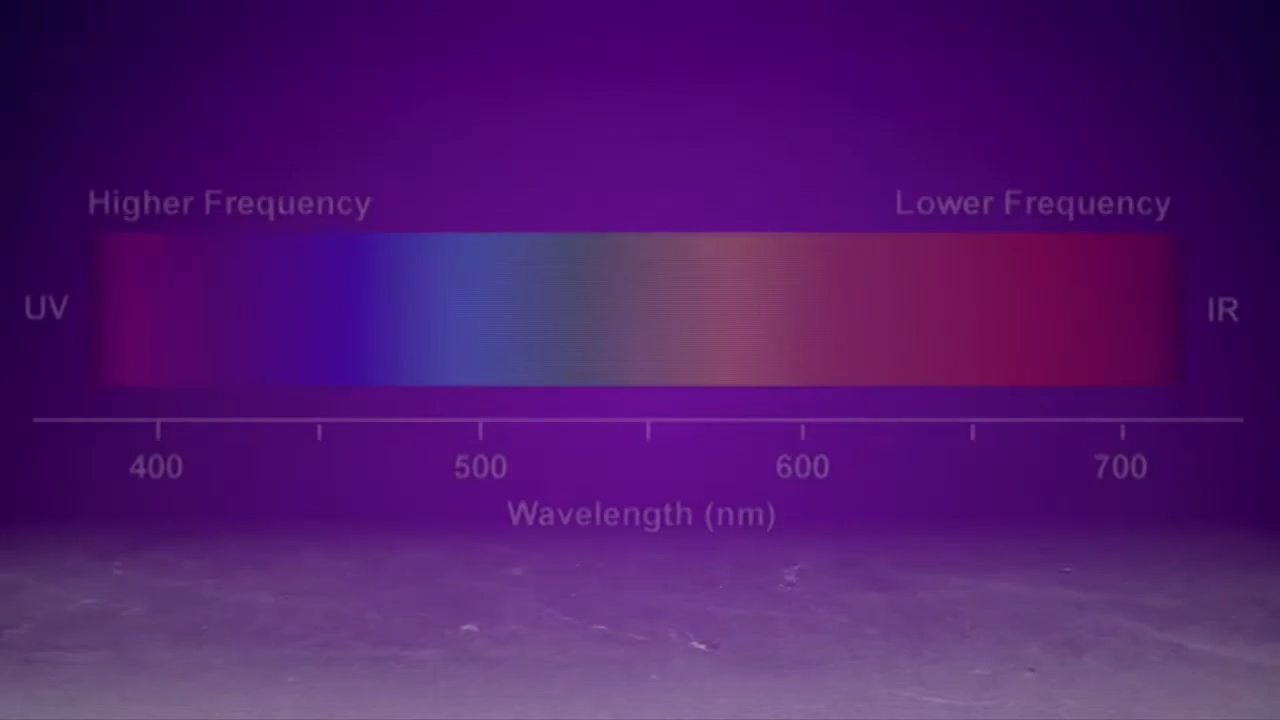 Higher Frequency
Lower Frequency
UV
IR
400
500
600
700
Wavelength (nm)